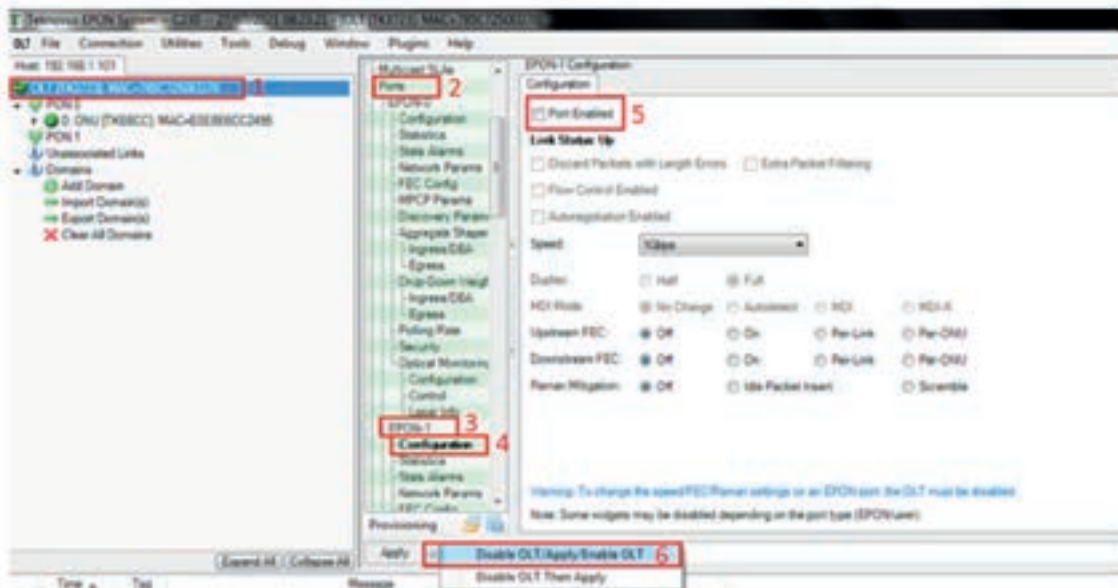 OLT File Connection Utilities Tools Debug Window Plugins Help
Host: 192.168.1.101
1
PON 0
0: ONU [TK68CC]
PON 1
Unassociated Links
Domains
Add Domain
Import Domain(s)
Export Domain(s)
Clear All Domains
Expand All Collapse All
Ports
2
EPON-0
Configuration
Statistics
State Alarms
Network Params
FEC Config
MPCP Params
Discovery
Aggregate Shaper
Ingress/DBA
Egress
Ingress/DBA
Egress
Polling Rate
Security
Optical Monitoring
Configuration
Control
Laser Info
EPON-1
3
Configuration
4
Statistics
State Alarms
Network Params
FEC Config
Provisioning
EPON-1 Configuration
Configuration
Port Enabled
5
Link Status: Up
Discard Packets with Length Errors Extra Packet Filtering
Flow Control Enabled
Autonegotiation Enabled
Speed: 1Gbps
Duplex: Half Full
MDI Mode: No Change Autodetect MDI MDI-X
Upstream FEC: Off On Per-Link Per-ONU
Downstream FEC: Off On Per-Link Per-ONU
Raman Mitigation: Off Idle Packet Insert Scramble
Warning: To change the speed/FEC/Raman settings on an EPON port, the OLT must be disabled
Note: Some widgets may be disabled depending on the port type (EPON/user)
Apply
Disable OLT/Apply/Enable OLT
6
Disable OLT Then Apply
Time Tag Message